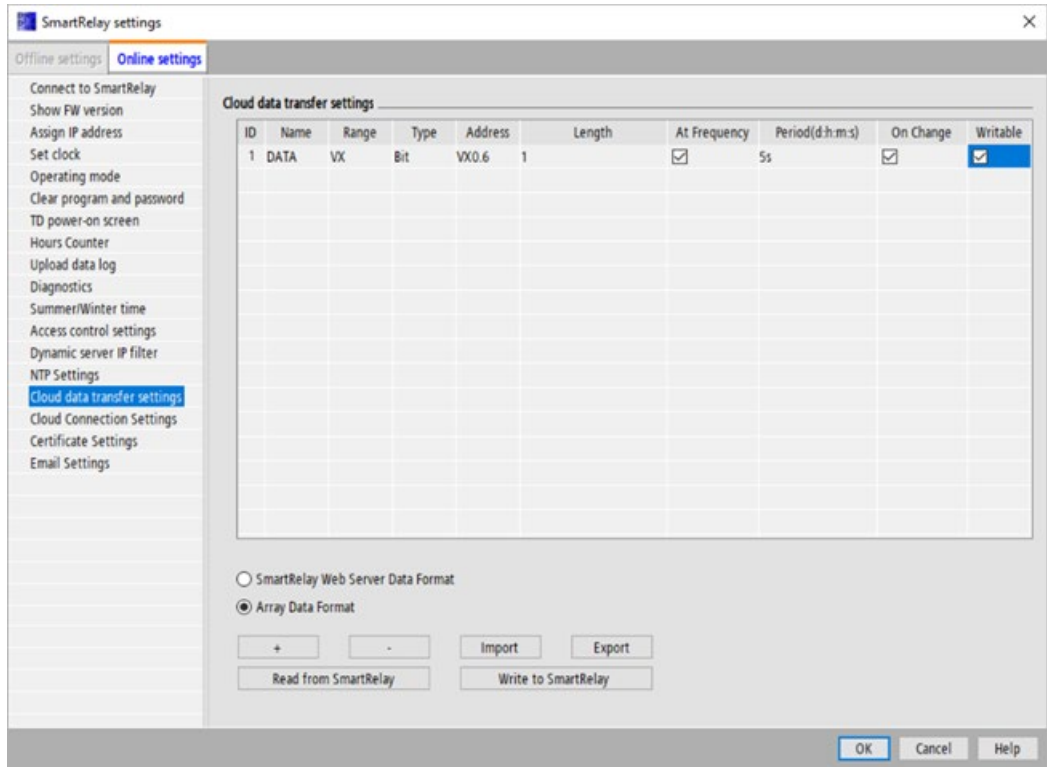 SmartRelay settings
Offline settings Online settings
Connect to SmartRelay
Show FW version
Assign IP address
Set clock
Operating mode
Clear program and password
TD power-on screen
Hours Counter
Upload data log
Diagnostics
Summer/Winter time
Access control settings
Dynamic server IP filter
NTP Settings
Cloud data transfer settings
Cloud Connection Settings
Certificate Settings
Email Settings
Cloud data transfer settings
ID Name Range Type Address Length At Frequency Period(d:h:m:s) On Change Writable
1 DATA VX Bit VX0.6 1 5s
SmartRelay Web Server Data Format
Array Data Format
+ - Import Export
Read from SmartRelay Write to SmartRelay
OK Cancel Help